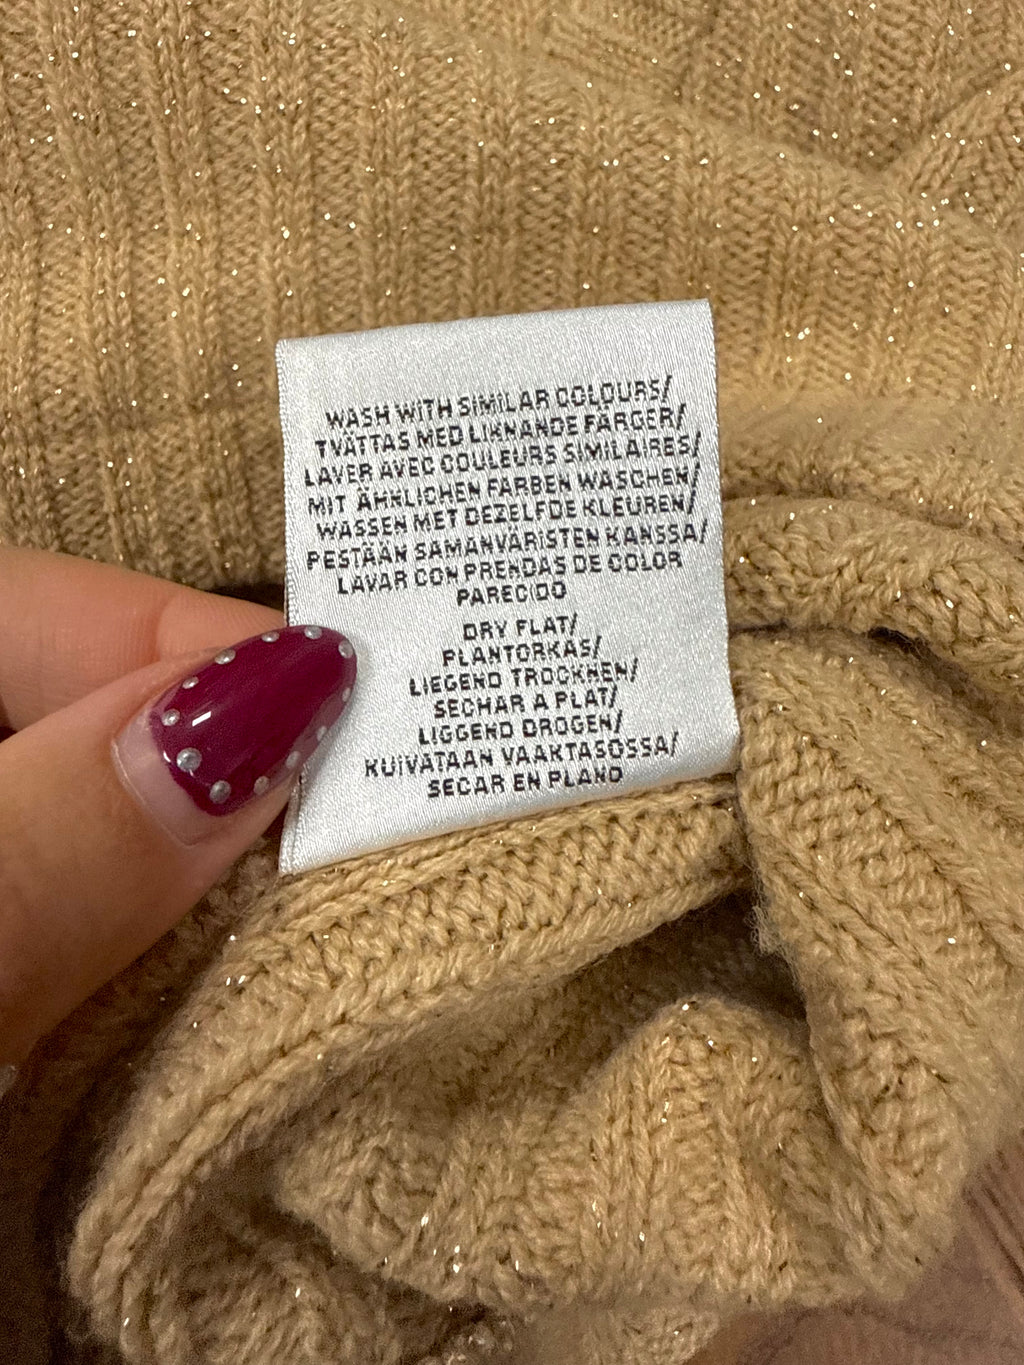 WASH WITH SIMILAR COLOURS/
TVÄTTAS MED LIKNANDE FÄRGER/
LAVER AVEC COULEURS SIMILAIRES/
MIT ÄHNLICHEN FARBEN WASCHEN/
WASSEN MET DEZELFDE KLEUREN/
PESTÄÄN SAMANVÄRISTEN KANSSA/
LAVAR CON PRENDAS DE COLOR
PARECIDO
DRY FLAT/
PLANTORKAS/
LIEGEND TROCKNEN/
SECHAR A PLAT/
LIGGEND DROGEN/
KUIVATAAN VAAKTASOSSA/
SECAR EN PLANO